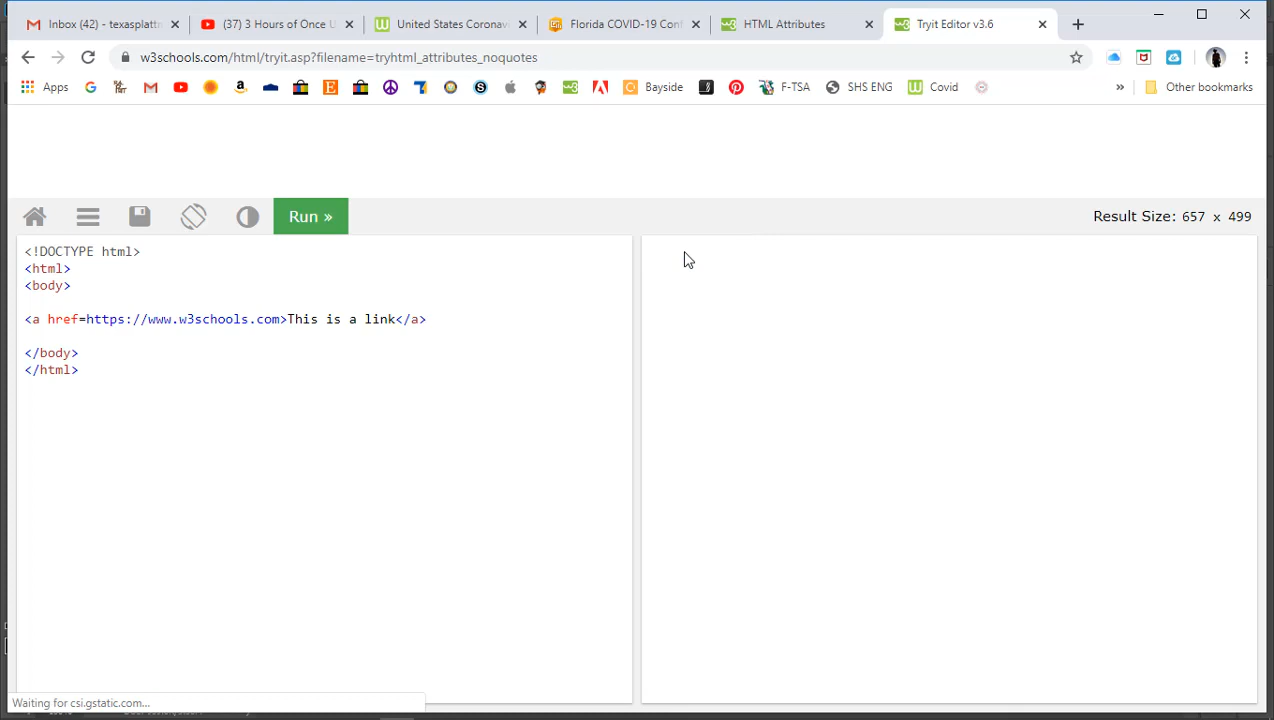 Inbox (42) - texasplattn
(37) 3 Hours of Once U
United States Coronavi
Florida COVID-19 Conf
HTML Attributes
Tryit Editor v3.6
w3schools.com/html/tryit.asp?filename=tryhtml_attributes_noquotes
Apps
Bayside
F-TSA
SHS ENG
Covid
»
Other bookmarks
Run »
Result Size: 657 x 499
<!DOCTYPE html>
<html>
<body>
<a href=https://www.w3schools.com>This is a link</a>
</body>
</html>
Waiting for csi.gstatic.com...